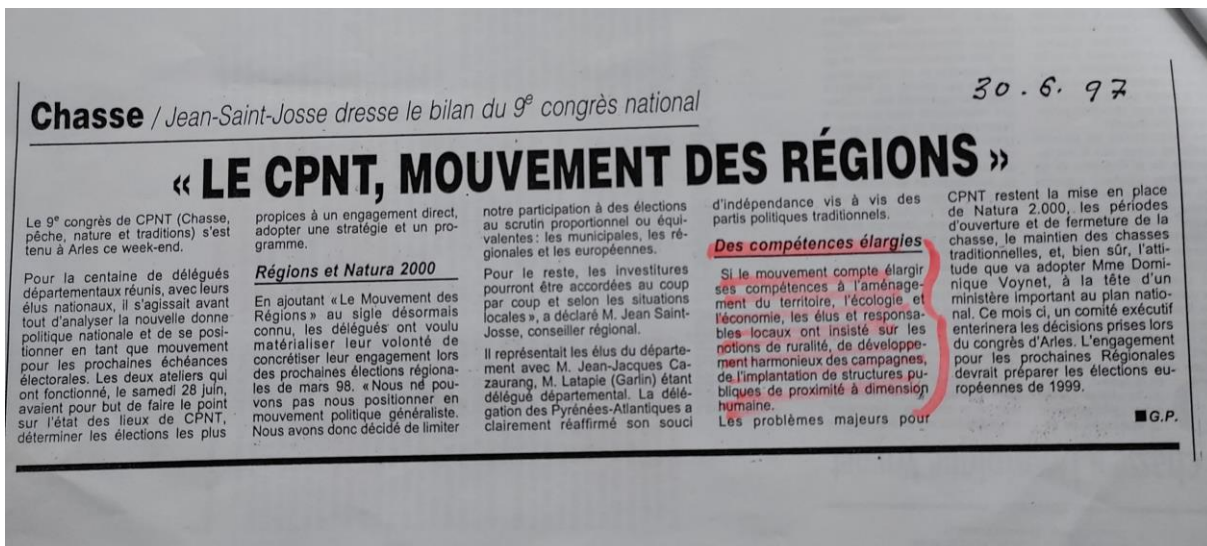 30.6.97
Chasse / Jean-Saint-Josse dresse le bilan du 9e congrès national
« LE CPNT, MOUVEMENT DES RÉGIONS »
Le 9e congrès de CPNT (Chasse,
pêche, nature et traditions) s'est
tenu à Arles ce week-end.
Pour la centaine de délégués
départementaux réunis, avec leurs
élus nationaux, il s'agissait avant
tout d'analyser la nouvelle donne
politique nationale et de se posi-
tionner en tant que mouvement
pour les prochaines échéances
électorales. Les deux ateliers qui
ont fonctionné, le samedi 28 juin,
avaient pour but de faire le point
sur l'état des lieux de CPNT,
déterminer les élections les plus
propices à un engagement direct,
adopter une stratégie et un pro-
gramme.
Régions et Natura 2000
En ajoutant «Le Mouvement des
Régions» au sigle désormais
connu, les délégués ont voulu
matérialiser leur volonté de
concrétiser leur engagement lors
des prochaines élections régiona-
les de mars 98. «Nous ne pou-
vons pas nous positionner en
mouvement politique généraliste.
Nous avons donc décidé de limiter
notre participation à des élections
au scrutin proportionnel ou équi-
valentes : les municipales, les ré-
gionales et les européennes.
Pour le reste, les investitures
pourront être accordées au coup
par coup et selon les situations
locales», a déclaré M. Jean Saint-
Josse, conseiller régional.
Il représentait les élus du départe-
ment avec M. Jean-Jacques Ca-
zaurang, M. Latapie (Garlin) étant
délégué départemental. La délé-
gation des Pyrénées-Atlantiques a
clairement réaffirmé son souci
d'indépendance vis à vis des
partis politiques traditionnels.
Des compétences élargies
Si le mouvement compte élargir
ses compétences à l'aménage-
ment du territoire, l'écologie et
l'économie, les élus et responsa-
bles locaux ont insisté sur les
notions de ruralité, de développe-
ment harmonieux des campagnes,
de l'implantation de structures pu-
bliques de proximité à dimension
humaine.
Les problèmes majeurs pour
CPNT restent la mise en place
de Natura 2.000, les périodes
d'ouverture et de fermeture de la
chasse, le maintien des chasses
traditionnelles, et, bien sûr, l'atti-
tude que va adopter Mme Domi-
nique Voynet, à la tête d'un
ministère important au plan natio-
nal. Ce mois ci, un comité exécutif
enterinera les décisions prises lors
du congrès d'Arles. L'engagement
pour les prochaines Régionales
devrait préparer les élections eu-
ropéennes de 1999.
■ G.P.